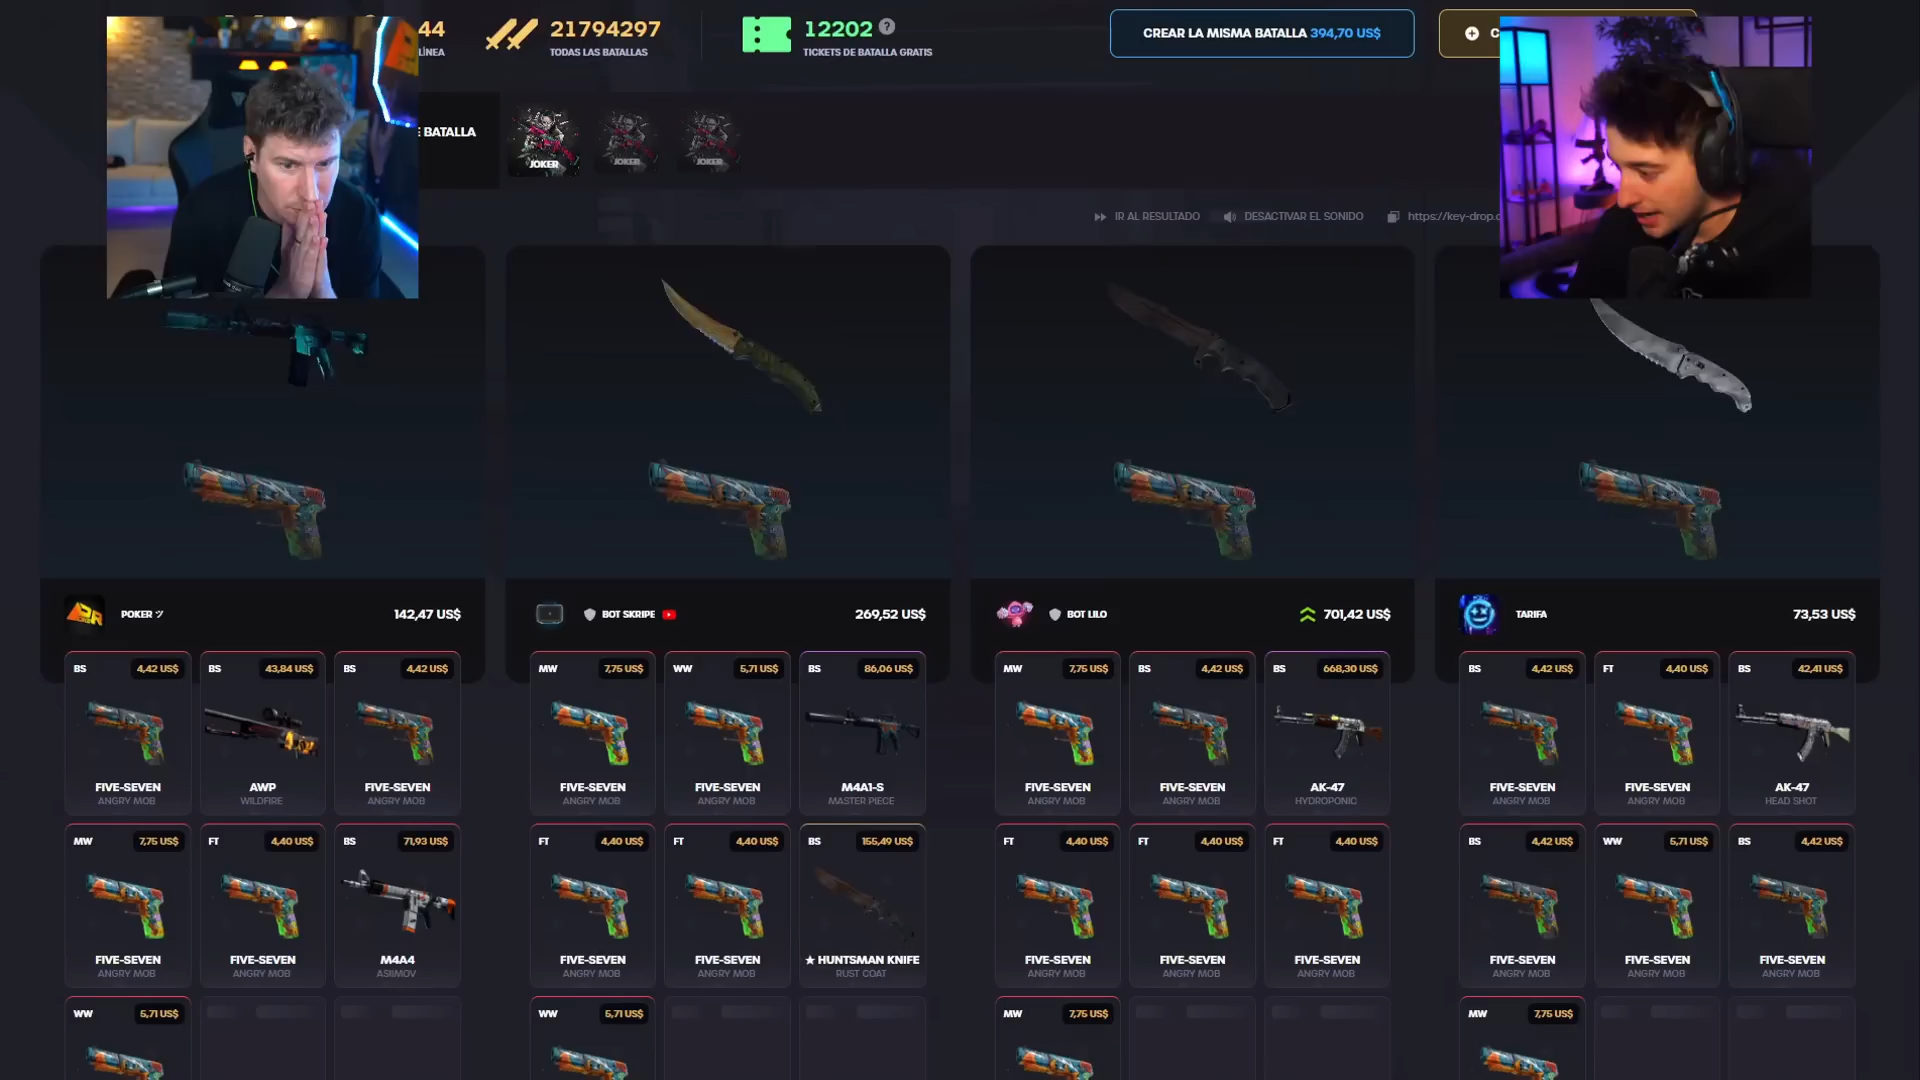 44
LÍNEA
21794297
TODAS LAS BATALLAS
12202 ?
TICKETS DE BATALLA GRATIS
CREAR LA MISMA BATALLA 394,70 US$
C
E BATALLA
JOKER
JOKER
JOKER
IR AL RESULTADO
DESACTIVAR EL SONIDO
https://key-drop.c
POKER ツ
142,47 US$
BOT SKRIPE
269,52 US$
BOT LILO
701,42 US$
TARIFA
73,53 US$
BS 4,42 US$
FIVE-SEVEN
ANGRY MOB
BS 43,84 US$
AWP
WILDFIRE
BS 4,42 US$
FIVE-SEVEN
ANGRY MOB
MW 7,75 US$
FIVE-SEVEN
ANGRY MOB
WW 5,71 US$
FIVE-SEVEN
ANGRY MOB
BS 86,06 US$
M4A1-S
MASTER PIECE
MW 7,75 US$
FIVE-SEVEN
ANGRY MOB
BS 4,42 US$
FIVE-SEVEN
ANGRY MOB
BS 668,30 US$
AK-47
HYDROPONIC
BS 4,42 US$
FIVE-SEVEN
ANGRY MOB
FT 4,40 US$
FIVE-SEVEN
ANGRY MOB
BS 42,41 US$
AK-47
HEAD SHOT
MW 7,75 US$
FIVE-SEVEN
ANGRY MOB
FT 4,40 US$
FIVE-SEVEN
ANGRY MOB
BS 71,93 US$
M4A4
ASIIMOV
FT 4,40 US$
FIVE-SEVEN
ANGRY MOB
FT 4,40 US$
FIVE-SEVEN
ANGRY MOB
BS 155,49 US$
★ HUNTSMAN KNIFE
RUST COAT
FT 4,40 US$
FIVE-SEVEN
ANGRY MOB
FT 4,40 US$
FIVE-SEVEN
ANGRY MOB
FT 4,40 US$
FIVE-SEVEN
ANGRY MOB
BS 4,42 US$
FIVE-SEVEN
ANGRY MOB
WW 5,71 US$
FIVE-SEVEN
ANGRY MOB
BS 4,42 US$
FIVE-SEVEN
ANGRY MOB
WW 5,71 US$
WW 5,71 US$
MW 7,75 US$
MW 7,75 US$